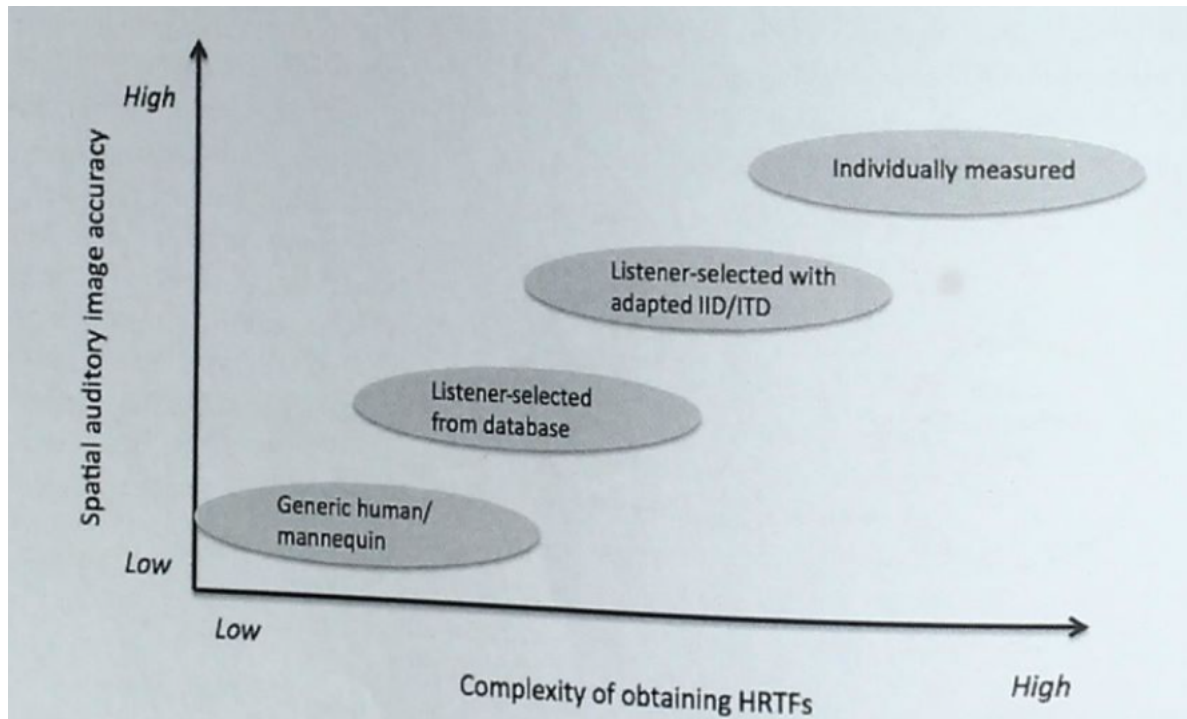 High
Spatial auditory image accuracy
Individually measured
Listener-selected with
adapted IID/ITD
Listener-selected
from database
Generic human/
mannequin
Low
Low
Complexity of obtaining HRTFs
High